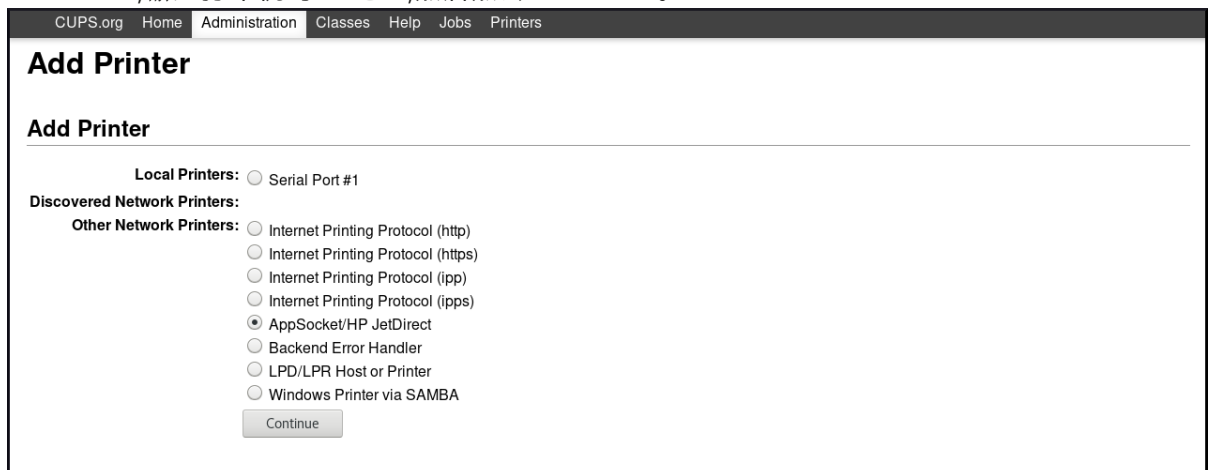 CUPS.org Home Administration Classes Help Jobs Printers
Add Printer
Add Printer
Local Printers: Serial Port #1
Discovered Network Printers:
Other Network Printers: Internet Printing Protocol (http)
Internet Printing Protocol (https)
Internet Printing Protocol (ipp)
Internet Printing Protocol (ipps)
AppSocket/HP JetDirect
Backend Error Handler
LPD/LPR Host or Printer
Windows Printer via SAMBA
Continue